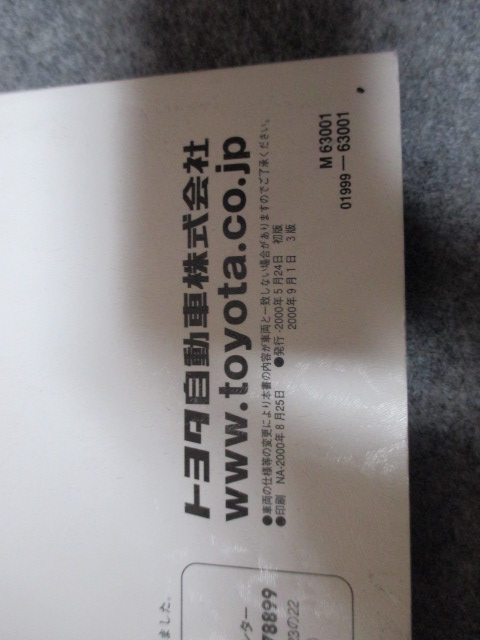 ました。
ター
78899
3の22
トヨタ自動車株式会社
www.toyota.co.jp
●車両の仕様等の変更により本書の内容が車両と一致しない場合がありますのでご了承ください。
●印刷 NA-2000年8月25日 ●発行-2000年5月24日 初版
2000年9月1日 3版
M 63001
01999－63001